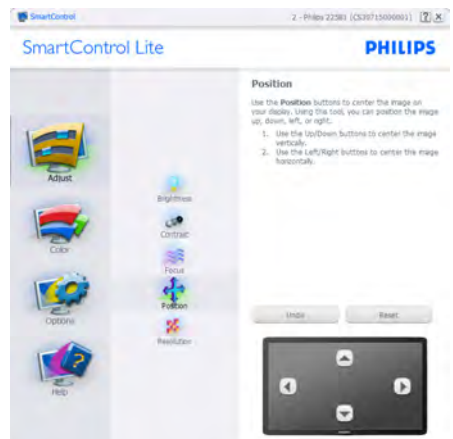 SmartControl
2 - Philips 225B1 (CS39715000001)
SmartControl Lite
PHILIPS
Adjust
Color
Options
Help
Brightness
Contrast
Focus
Position
Resolution
Position
Use the Position buttons to center the image on
your display. Using this tool, you can position the image
up, down, left, or right.
1. Use the Up/Down buttons to center the image
vertically.
2. Use the Left/Right buttons to center the image
horizontally.
Undo
Reset